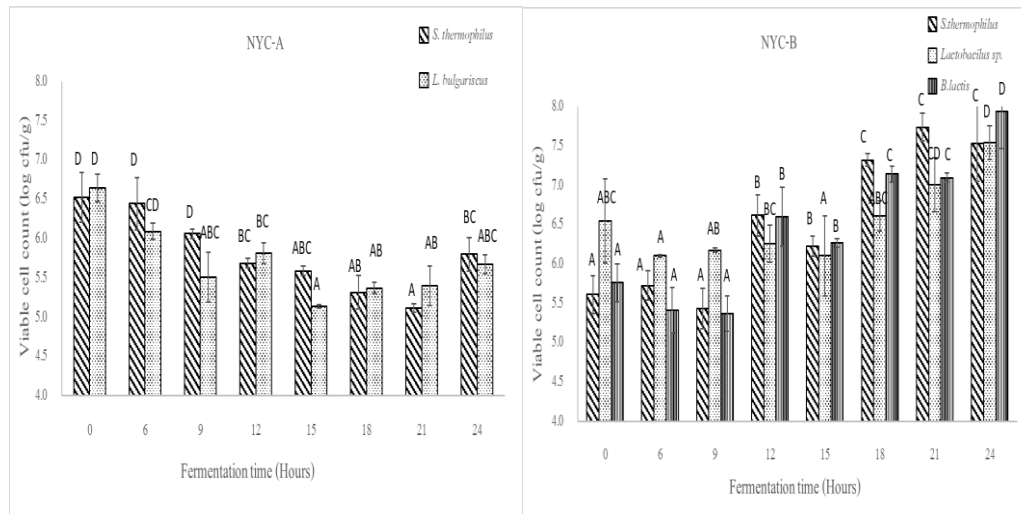 NYC-A
S. thermophilus
L. bulgariscus
Viable cell count (log cfu/g)
8.0
7.5
7.0
6.5
6.0
5.5
5.0
4.5
4.0
D D
D CD
D ABC
BC BC
ABC A
AB AB
A AB
BC ABC
0 6 9 12 15 18 21 24
Fermentation time (Hours)
NYC-B
S.thermophilus
Lactobacilus sp.
B.lactis
Viable cell count (log cfu/g)
8.0
7.5
7.0
6.5
6.0
5.5
5.0
4.5
4.0
A ABC A
A A A
A AB A
B BC B
B A B
C ABC C
C CD C
C D D
0 6 9 12 15 18 21 24
Fermentation time (Hours)